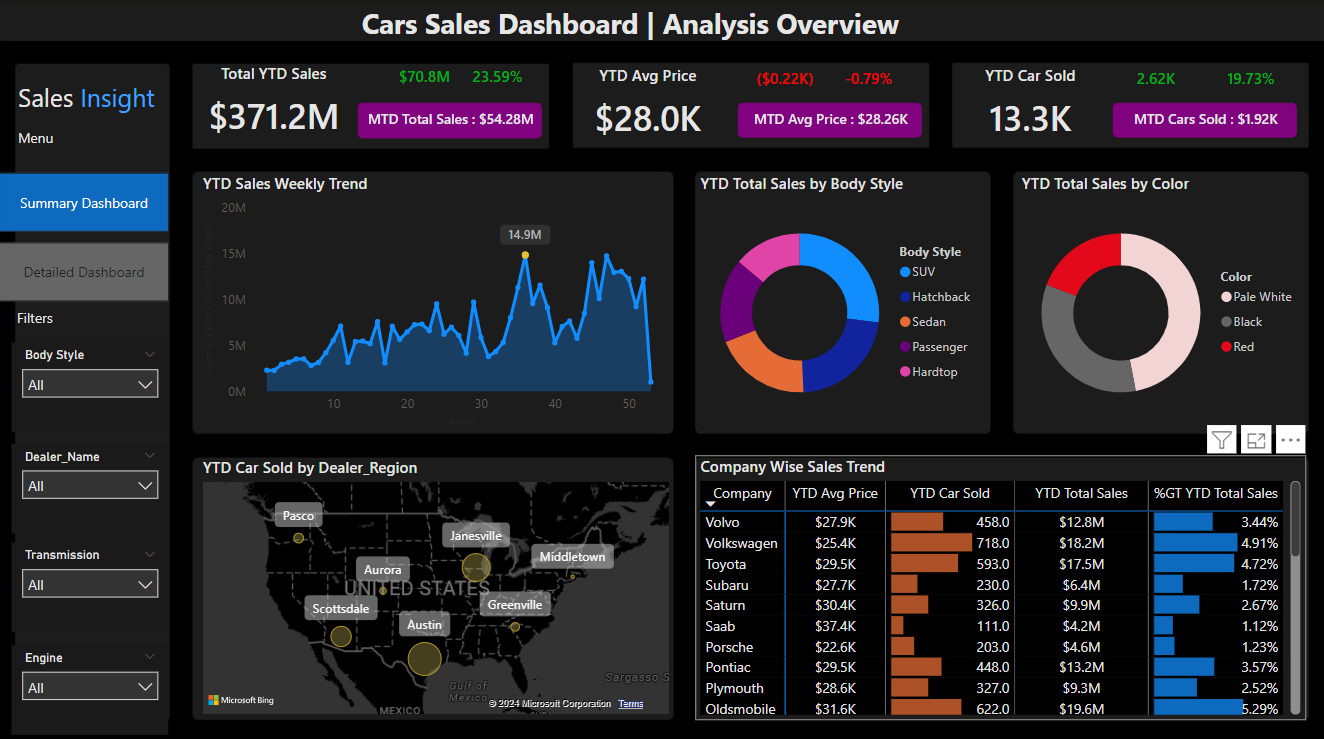 Cars Sales Dashboard | Analysis Overview
Sales Insight
Menu
Summary Dashboard
Detailed Dashboard
Filters
Body Style
All
Dealer_Name
All
Transmission
All
Engine
All
Total YTD Sales
$70.8M 23.59%
$371.2M
MTD Total Sales : $54.28M
YTD Avg Price
($0.22K) -0.79%
$28.0K
MTD Avg Price : $28.26K
YTD Car Sold
2.62K 19.73%
13.3K
MTD Cars Sold : $1.92K
YTD Sales Weekly Trend
20M
15M
10M
5M
0M
14.9M
10 20 30 40 50
YTD Total Sales by Body Style
Body Style
SUV
Hatchback
Sedan
Passenger
Hardtop
YTD Total Sales by Color
Color
Pale White
Black
Red
YTD Car Sold by Dealer_Region
Pasco
Janesville
Middletown
Aurora
UNITED STATES
Scottsdale
Greenville
Austin
Sargasso S
Gulf of
Mexico
MEXICO
Microsoft Bing
© 2024 Microsoft Corporation Terms
Company Wise Sales Trend
Company YTD Avg Price YTD Car Sold YTD Total Sales %GT YTD Total Sales
Volvo $27.9K 458.0 $12.8M 3.44%
Volkswagen $25.4K 718.0 $18.2M 4.91%
Toyota $29.5K 593.0 $17.5M 4.72%
Subaru $27.7K 230.0 $6.4M 1.72%
Saturn $30.4K 326.0 $9.9M 2.67%
Saab $37.4K 111.0 $4.2M 1.12%
Porsche $22.6K 203.0 $4.6M 1.23%
Pontiac $29.5K 448.0 $13.2M 3.57%
Plymouth $28.6K 327.0 $9.3M 2.52%
Oldsmobile $31.6K 622.0 $19.6M 5.29%